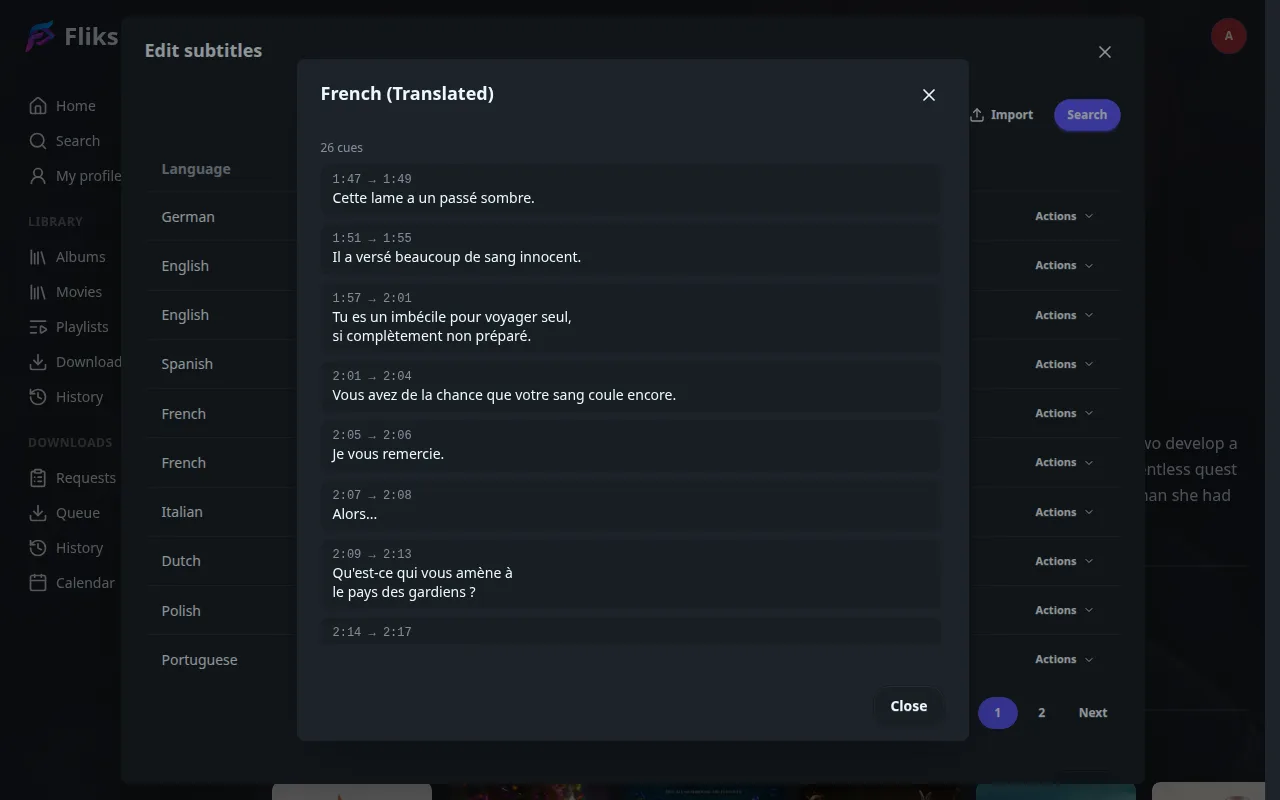 Fliks
Edit subtitles
A
Home
Search
My profile
LIBRARY
Albums
Movies
Playlists
Download
History
DOWNLOADS
Requests
Queue
History
Calendar
Import
Search
Language
German
Actions
English
Actions
English
Actions
Spanish
Actions
French
Actions
French
Actions
Italian
Actions
Dutch
Actions
Polish
Actions
Portuguese
Actions
1
2
Next
French (Translated)
26 cues
1:47 → 1:49
Cette lame a un passé sombre.
1:51 → 1:55
Il a versé beaucoup de sang innocent.
1:57 → 2:01
Tu es un imbécile pour voyager seul,
si complètement non préparé.
2:01 → 2:04
Vous avez de la chance que votre sang coule encore.
2:05 → 2:06
Je vous remercie.
2:07 → 2:08
Alors...
2:09 → 2:13
Qu'est-ce qui vous amène à
le pays des gardiens ?
2:14 → 2:17
Close
develop a
quest
she had